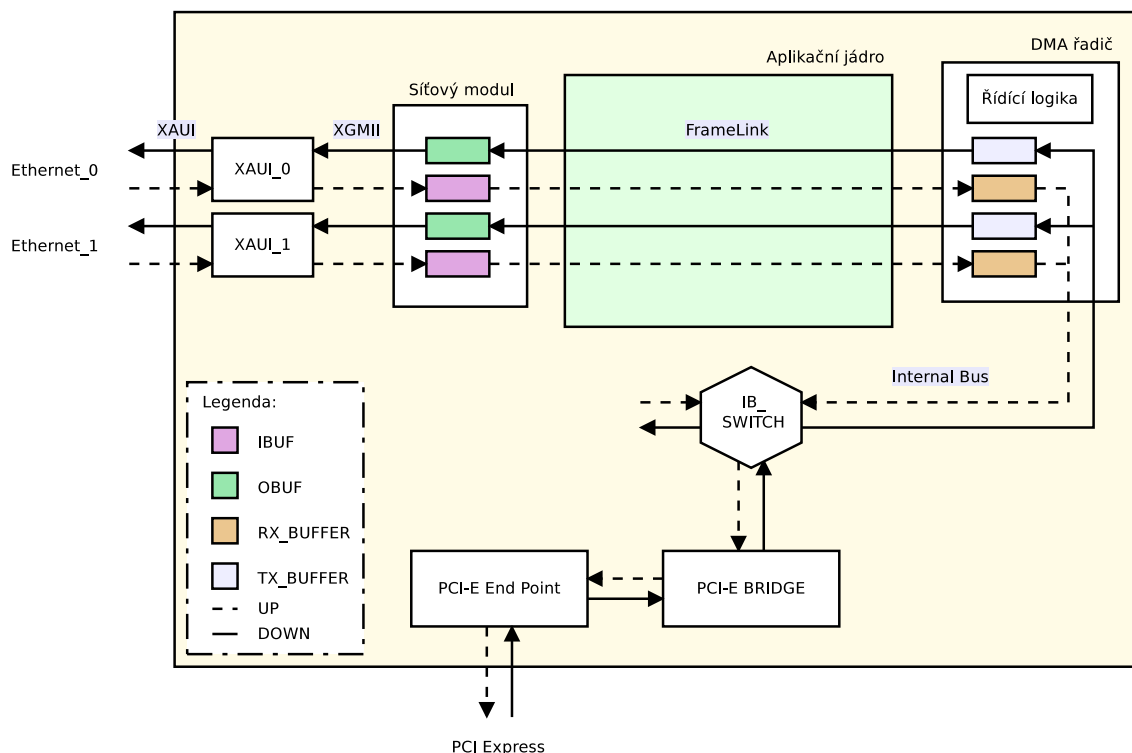 DMA řadič
Aplikační jádro
Síťový modul
Řídící logika
XAUI
XGMII
FrameLink
Ethernet_0
XAUI_0
Ethernet_1
XAUI_1
Internal Bus
IB_
SWITCH
Legenda:
IBUF
OBUF
RX_BUFFER
TX_BUFFER
UP
DOWN
PCI-E End Point
PCI-E BRIDGE
PCI Express